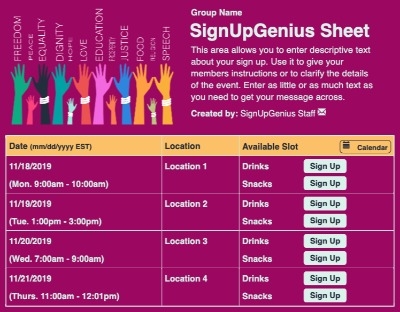 FREEDOM
PEACE
EQUALITY
DIGNITY
HOPE
LOVE
EDUCATION
JUSTICE
FOOD
RELIGION
SPEECH
Group Name
SignUpGenius Sheet
This area allows you to enter descriptive text
about your sign up. Use it to give your
members instructions or to clarify the details
of the event. Enter as little or as much text as
you need to get your message acrosss.
Created by: SignUpGenius Staff
Date (mm/dd/yyyy EST) Location Available Slot Calendar
11/18/2019 Location 1 Drinks Sign Up
(Mon. 9:00am - 10:00am) Snacks Sign Up
11/19/2019 Location 2 Drinks Sign Up
(Tue. 1:00pm - 3:00pm) Snacks Sign Up
11/20/2019 Location 3 Drinks Sign Up
(Wed. 7:00am - 9:00am) Snacks Sign Up
11/21/2019 Location 4 Drinks Sign Up
(Thurs. 11:00am - 12:01pm) Snacks Sign Up